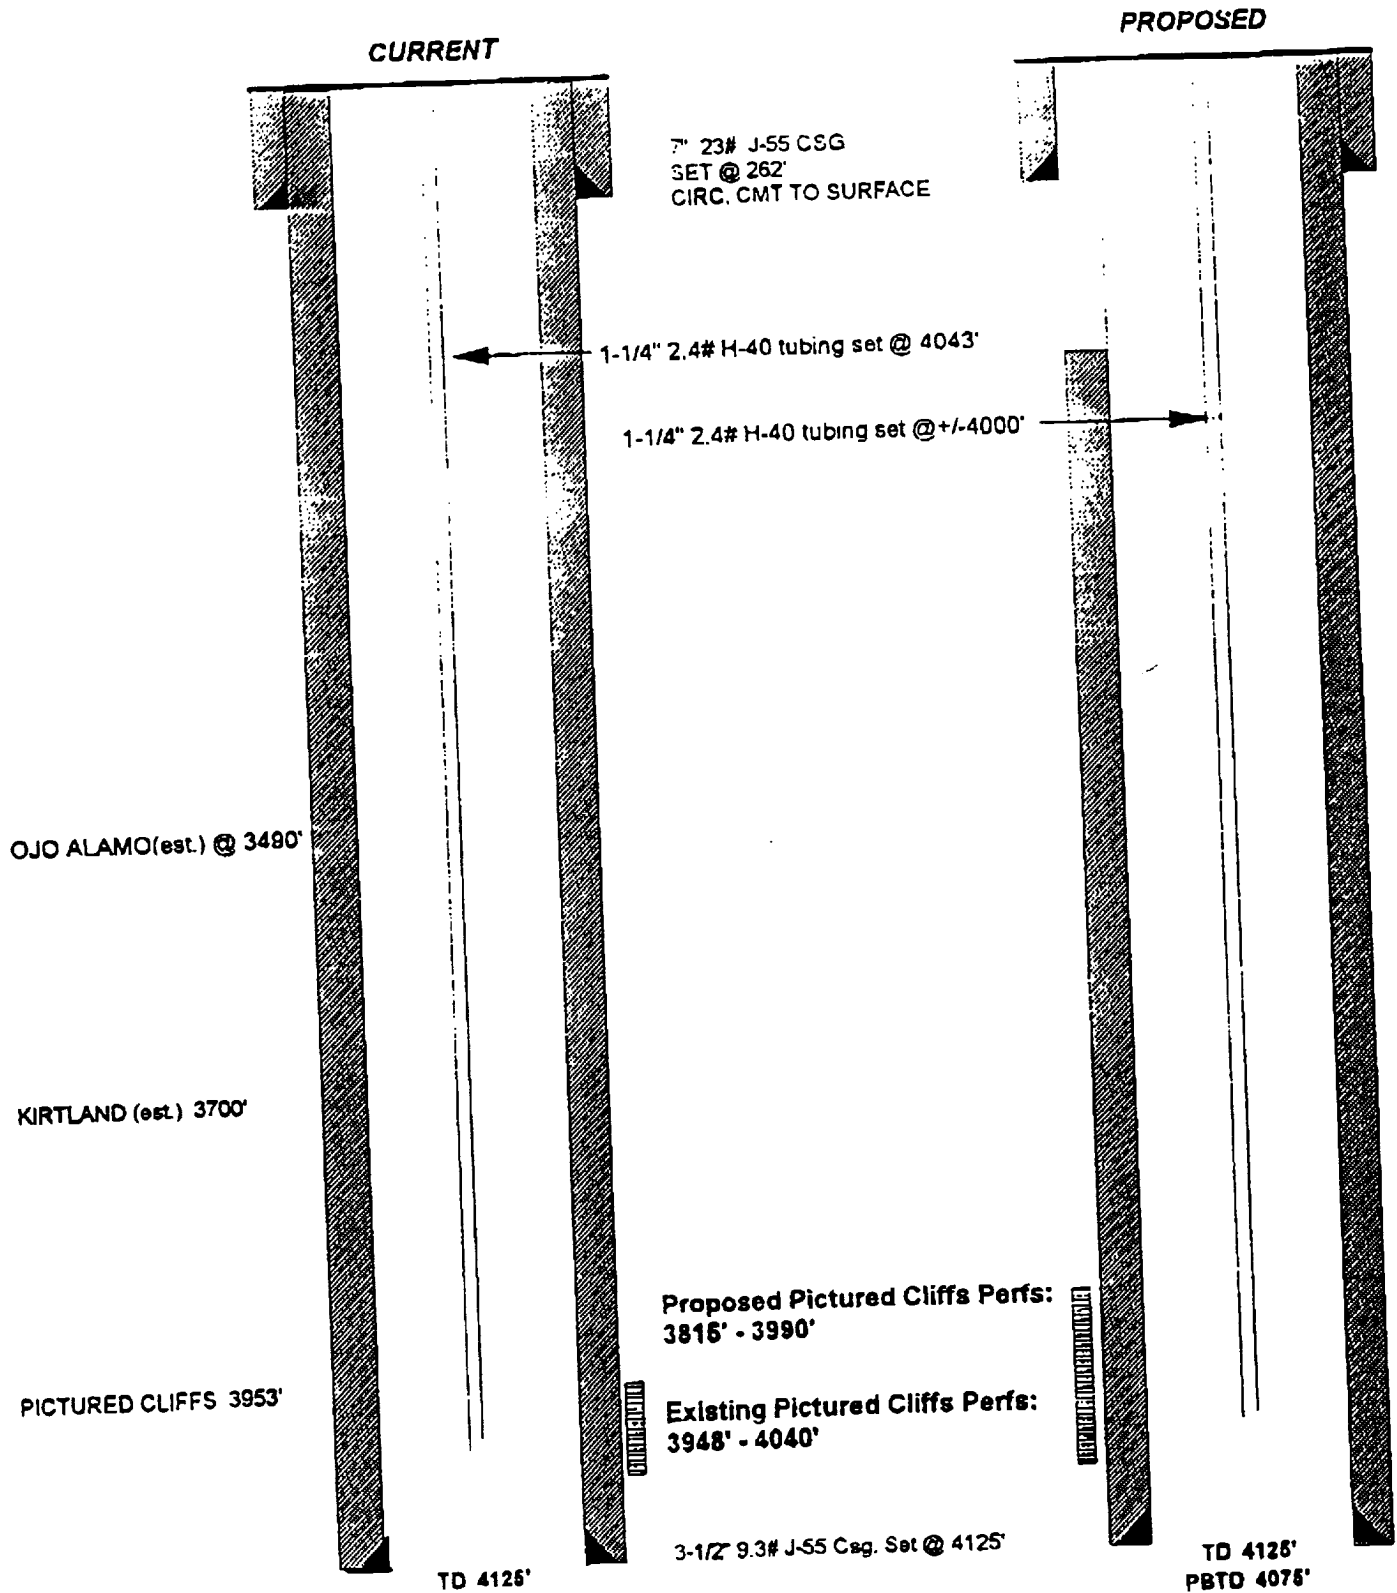 CURRENT
PROPOSED
7" 23# J-55 CSG
SET @ 262'
CIRC. CMT TO SURFACE
1-1/4" 2.4# H-40 tubing set @ 4043'
1-1/4" 2.4# H-40 tubing set @+/-4000'
OJO ALAMO(est.) @ 3490'
KIRTLAND (est.) 3700'
Proposed Pictured Cliffs Perfs:
3815' - 3990'
PICTURED CLIFFS 3953'
Existing Pictured Cliffs Perfs:
3948' - 4040'
3-1/2" 9.3# J-55 Csg. Set @ 4125'
TD 4125'
TD 4125'
PBTD 4075'